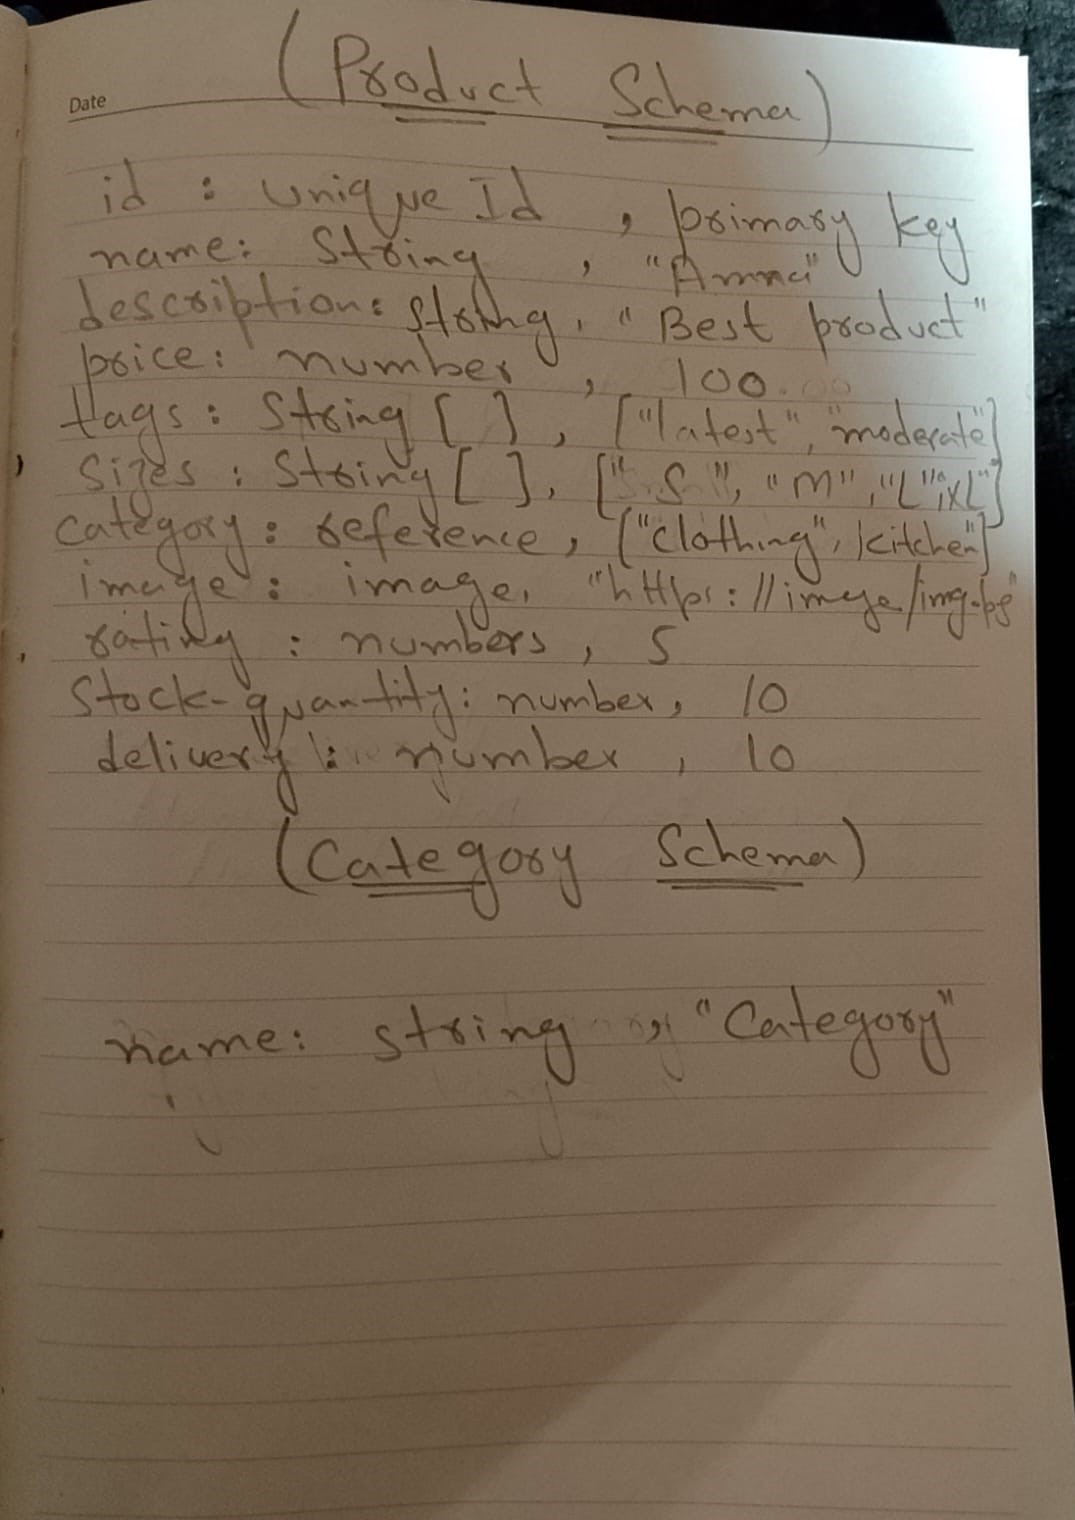 Date
(Product Schema)
id : unique Id , primary key
name: String , "Amna"
description: string, "Best product"
price: number , 100
tags: String [ ], ["latest", "moderate"]
Sizes : String [ ], ["S", "M", "L", "XL"]
category: reference, ["clothing", kitchen"]
image : image, "https://image/img.
rating : numbers , 5
Stock-quantity: number, 10
delivery : number , 10
(Category Schema)
name: string , "Category"